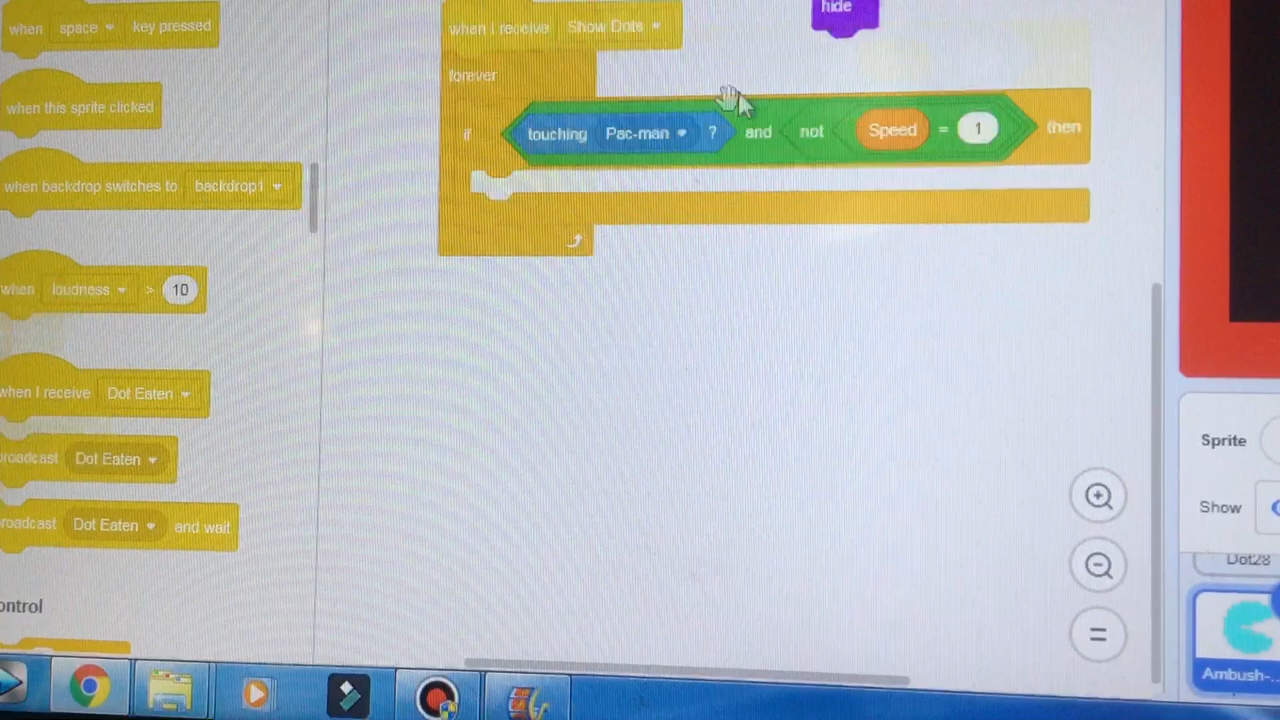 when space key pressed
when this sprite clicked
when backdrop switches to backdrop1
when loudness > 10
when I receive Dot Eaten
broadcast Dot Eaten
broadcast Dot Eaten and wait
ontrol
hide
when I receive Show Dots
forever
if touching Pac-man ? and not Speed = 1 then
Sprite
Show
Dot28
Ambush-...